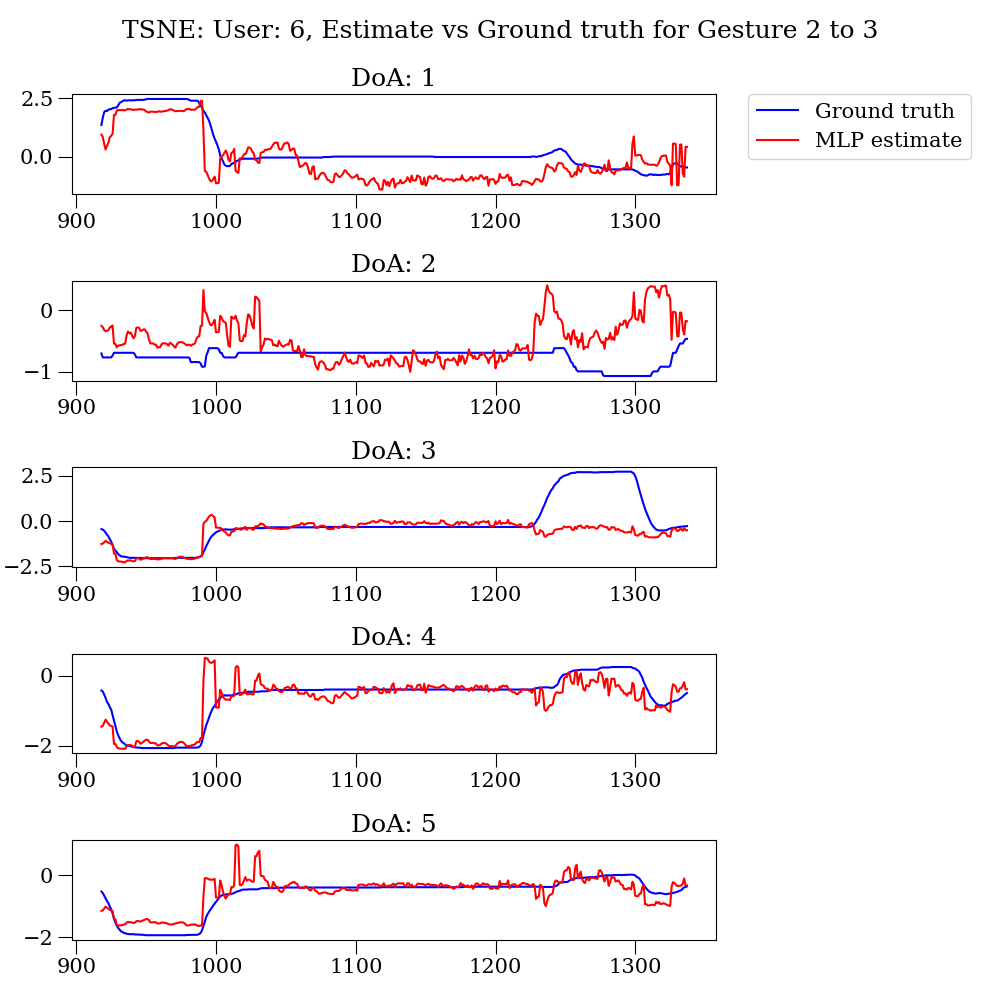 TSNE: User: 6, Estimate vs Ground truth for Gesture 2 to 3
DoA: 1
Ground truth
MLP estimate
2.5
0.0
900 1000 1100 1200 1300
DoA: 2
0
−1
900 1000 1100 1200 1300
DoA: 3
2.5
0.0
−2.5
900 1000 1100 1200 1300
DoA: 4
0
−2
900 1000 1100 1200 1300
DoA: 5
0
−2
900 1000 1100 1200 1300